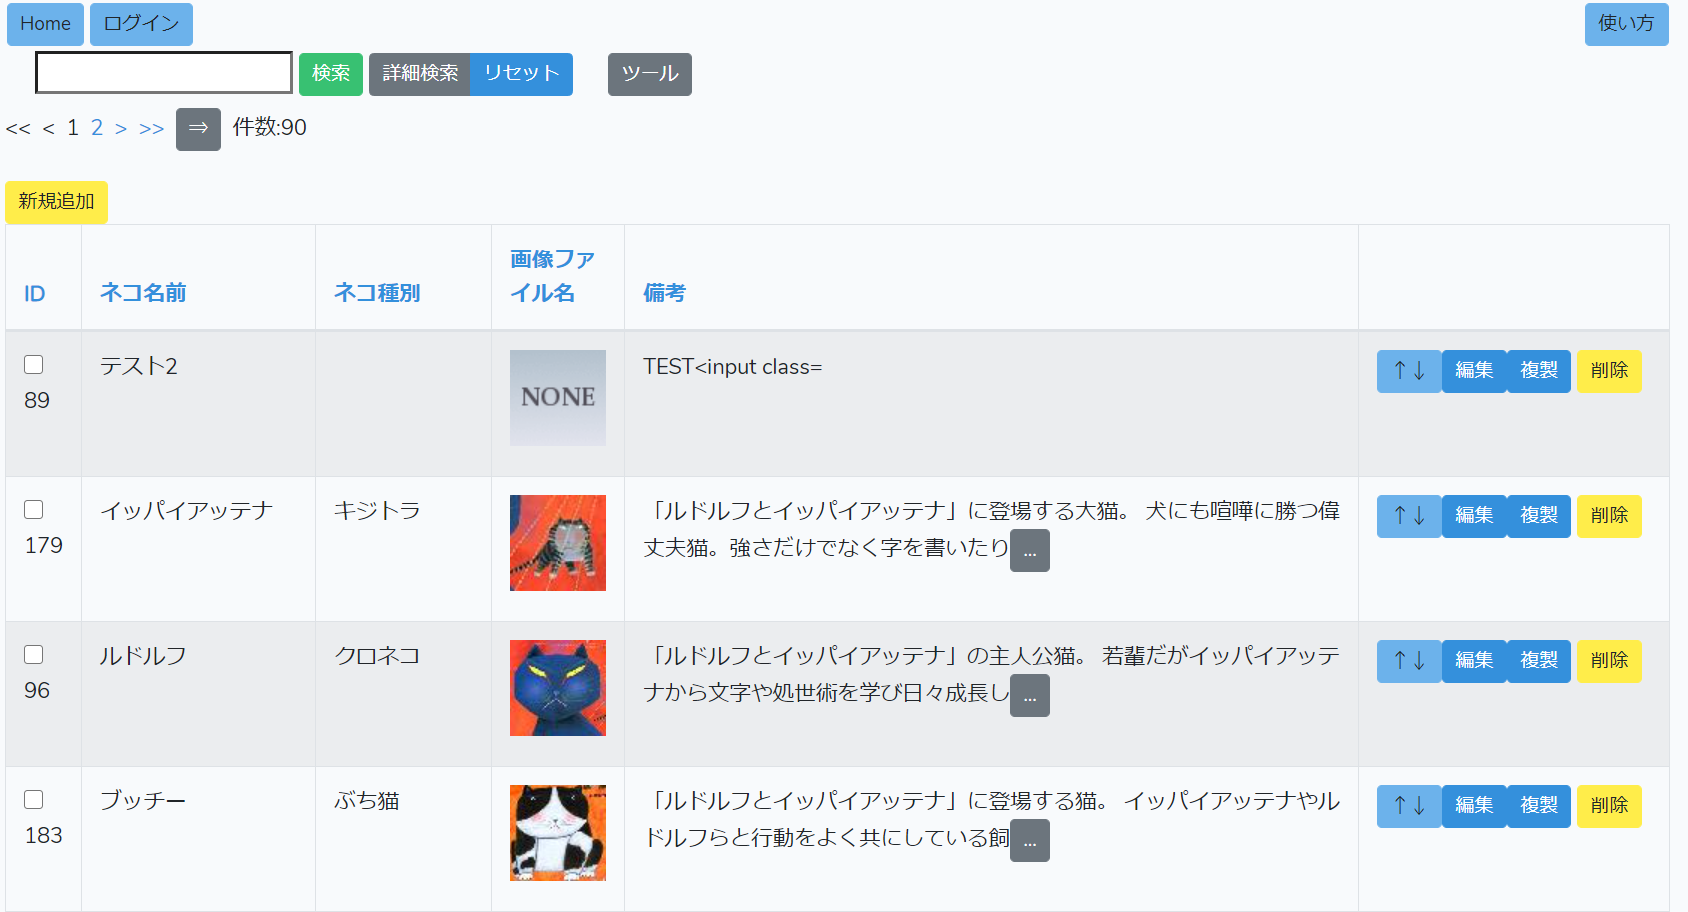 Home ログイン 使い方
検索 詳細検索 リセット ツール
<< < 1 2 > >> ⇒ 件数:90
新規追加
ID ネコ名前 ネコ種別 画像ファ
イル名 備考
89 テスト2 NONE TEST<input class= ↑↓ 編集 複製 削除
179 イッパイアッテナ キジトラ 「ルドルフとイッパイアッテナ」に登場する大猫。 犬にも喧嘩に勝つ偉
丈夫猫。強さだけでなく字を書いたり ... ↑↓ 編集 複製 削除
96 ルドルフ クロネコ 「ルドルフとイッパイアッテナ」の主人公猫。 若輩だがイッパイアッテ
ナから文字や処世術を学び日々成長し ... ↑↓ 編集 複製 削除
183 ブッチー ぶち猫 「ルドルフとイッパイアッテナ」に登場する猫。 イッパイアッテナやル
ドルフらと行動をよく共にしている飼 ... ↑↓ 編集 複製 削除